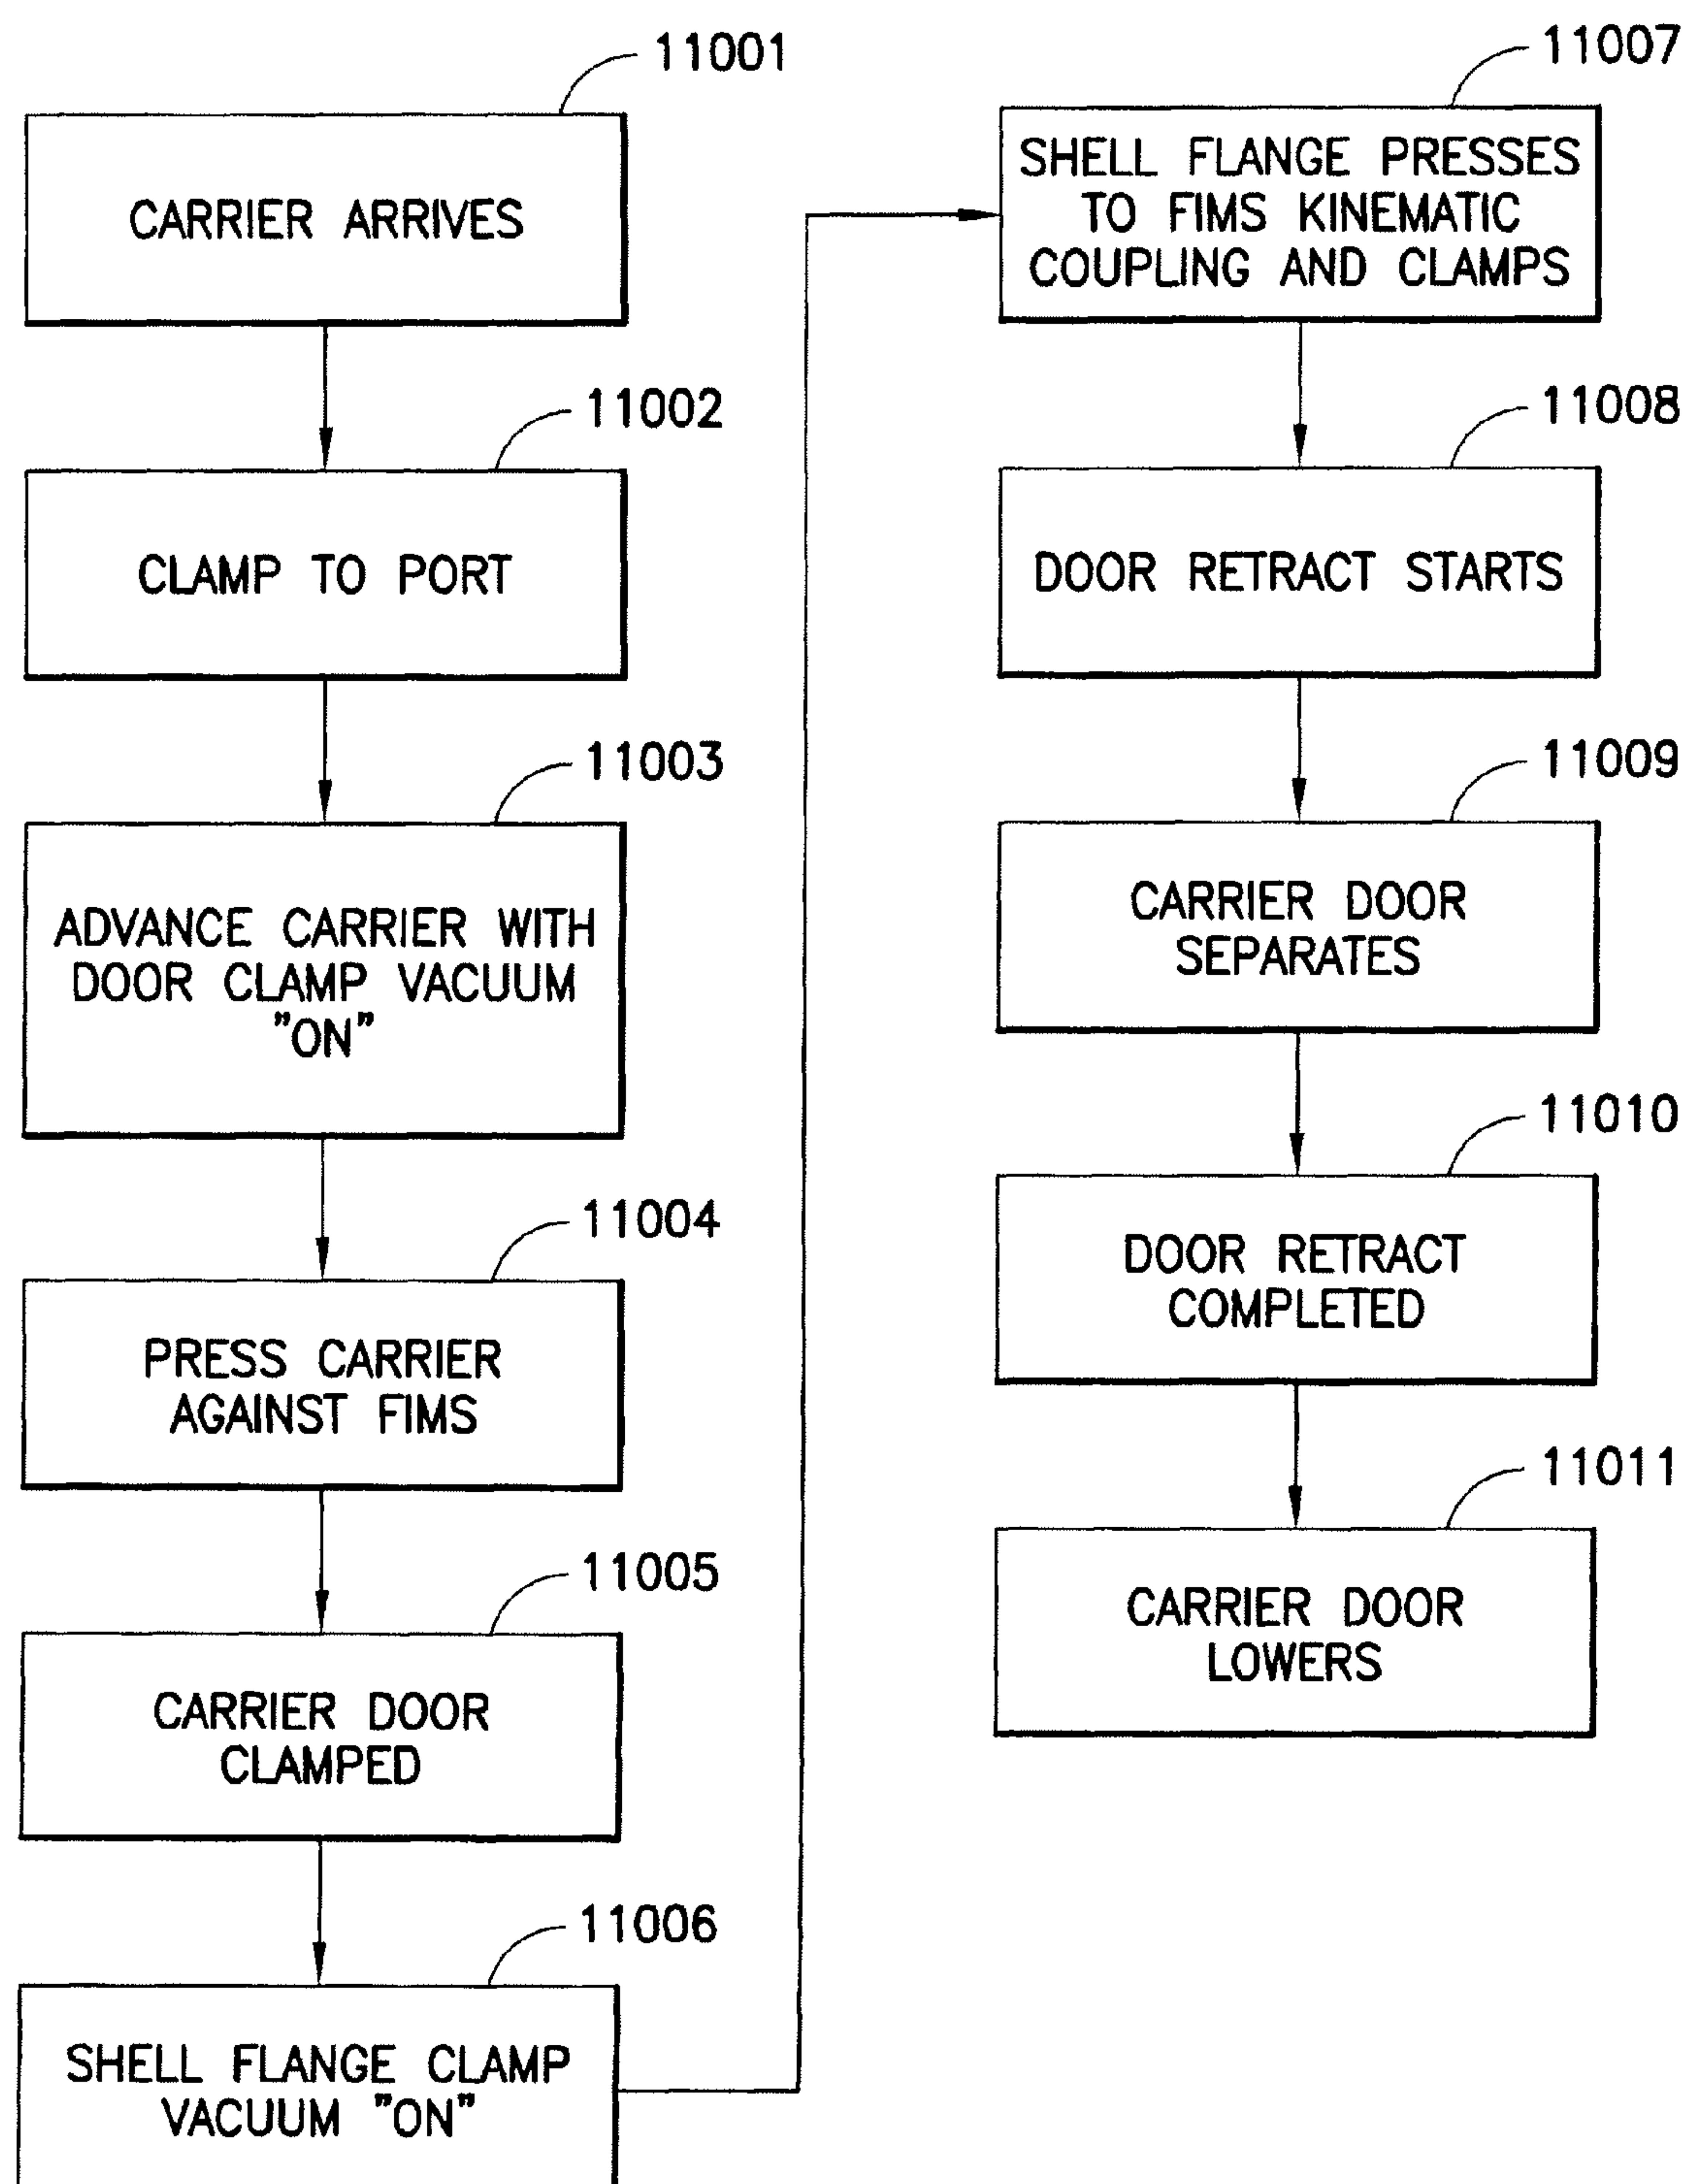 11001
CARRIER ARRIVES
11002
CLAMP TO PORT
11003
ADVANCE CARRIER WITH
DOOR CLAMP VACUUM
"ON"
11004
PRESS CARRIER
AGAINST FIMS
11005
CARRIER DOOR
CLAMPED
11006
SHELL FLANGE CLAMP
VACUUM "ON"
11007
SHELL FLANGE PRESSES
TO FIMS KINEMATIC
COUPLING AND CLAMPS
11008
DOOR RETRACT STARTS
11009
CARRIER DOOR
SEPARATES
11010
DOOR RETRACT
COMPLETED
11011
CARRIER DOOR
LOWERS